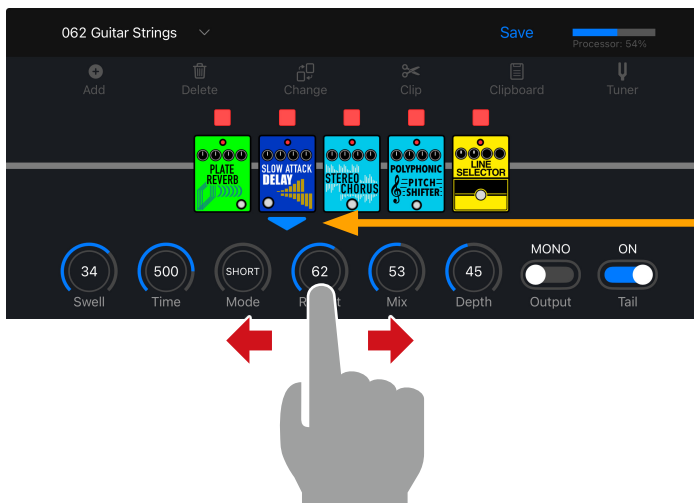 062 Guitar Strings
Save
Processor: 54%
Add
Delete
Change
Clip
Clipboard
Tuner
PLATE
REVERB
SLOW ATTACK
DELAY
STEREO
CHORUS
POLYPHONIC
PITCH
SHIFTER
LINE
SELECTOR
MONO
ON
34
500
SHORT
62
53
45
Swell
Time
Mode
Mix
Depth
Output
Tail